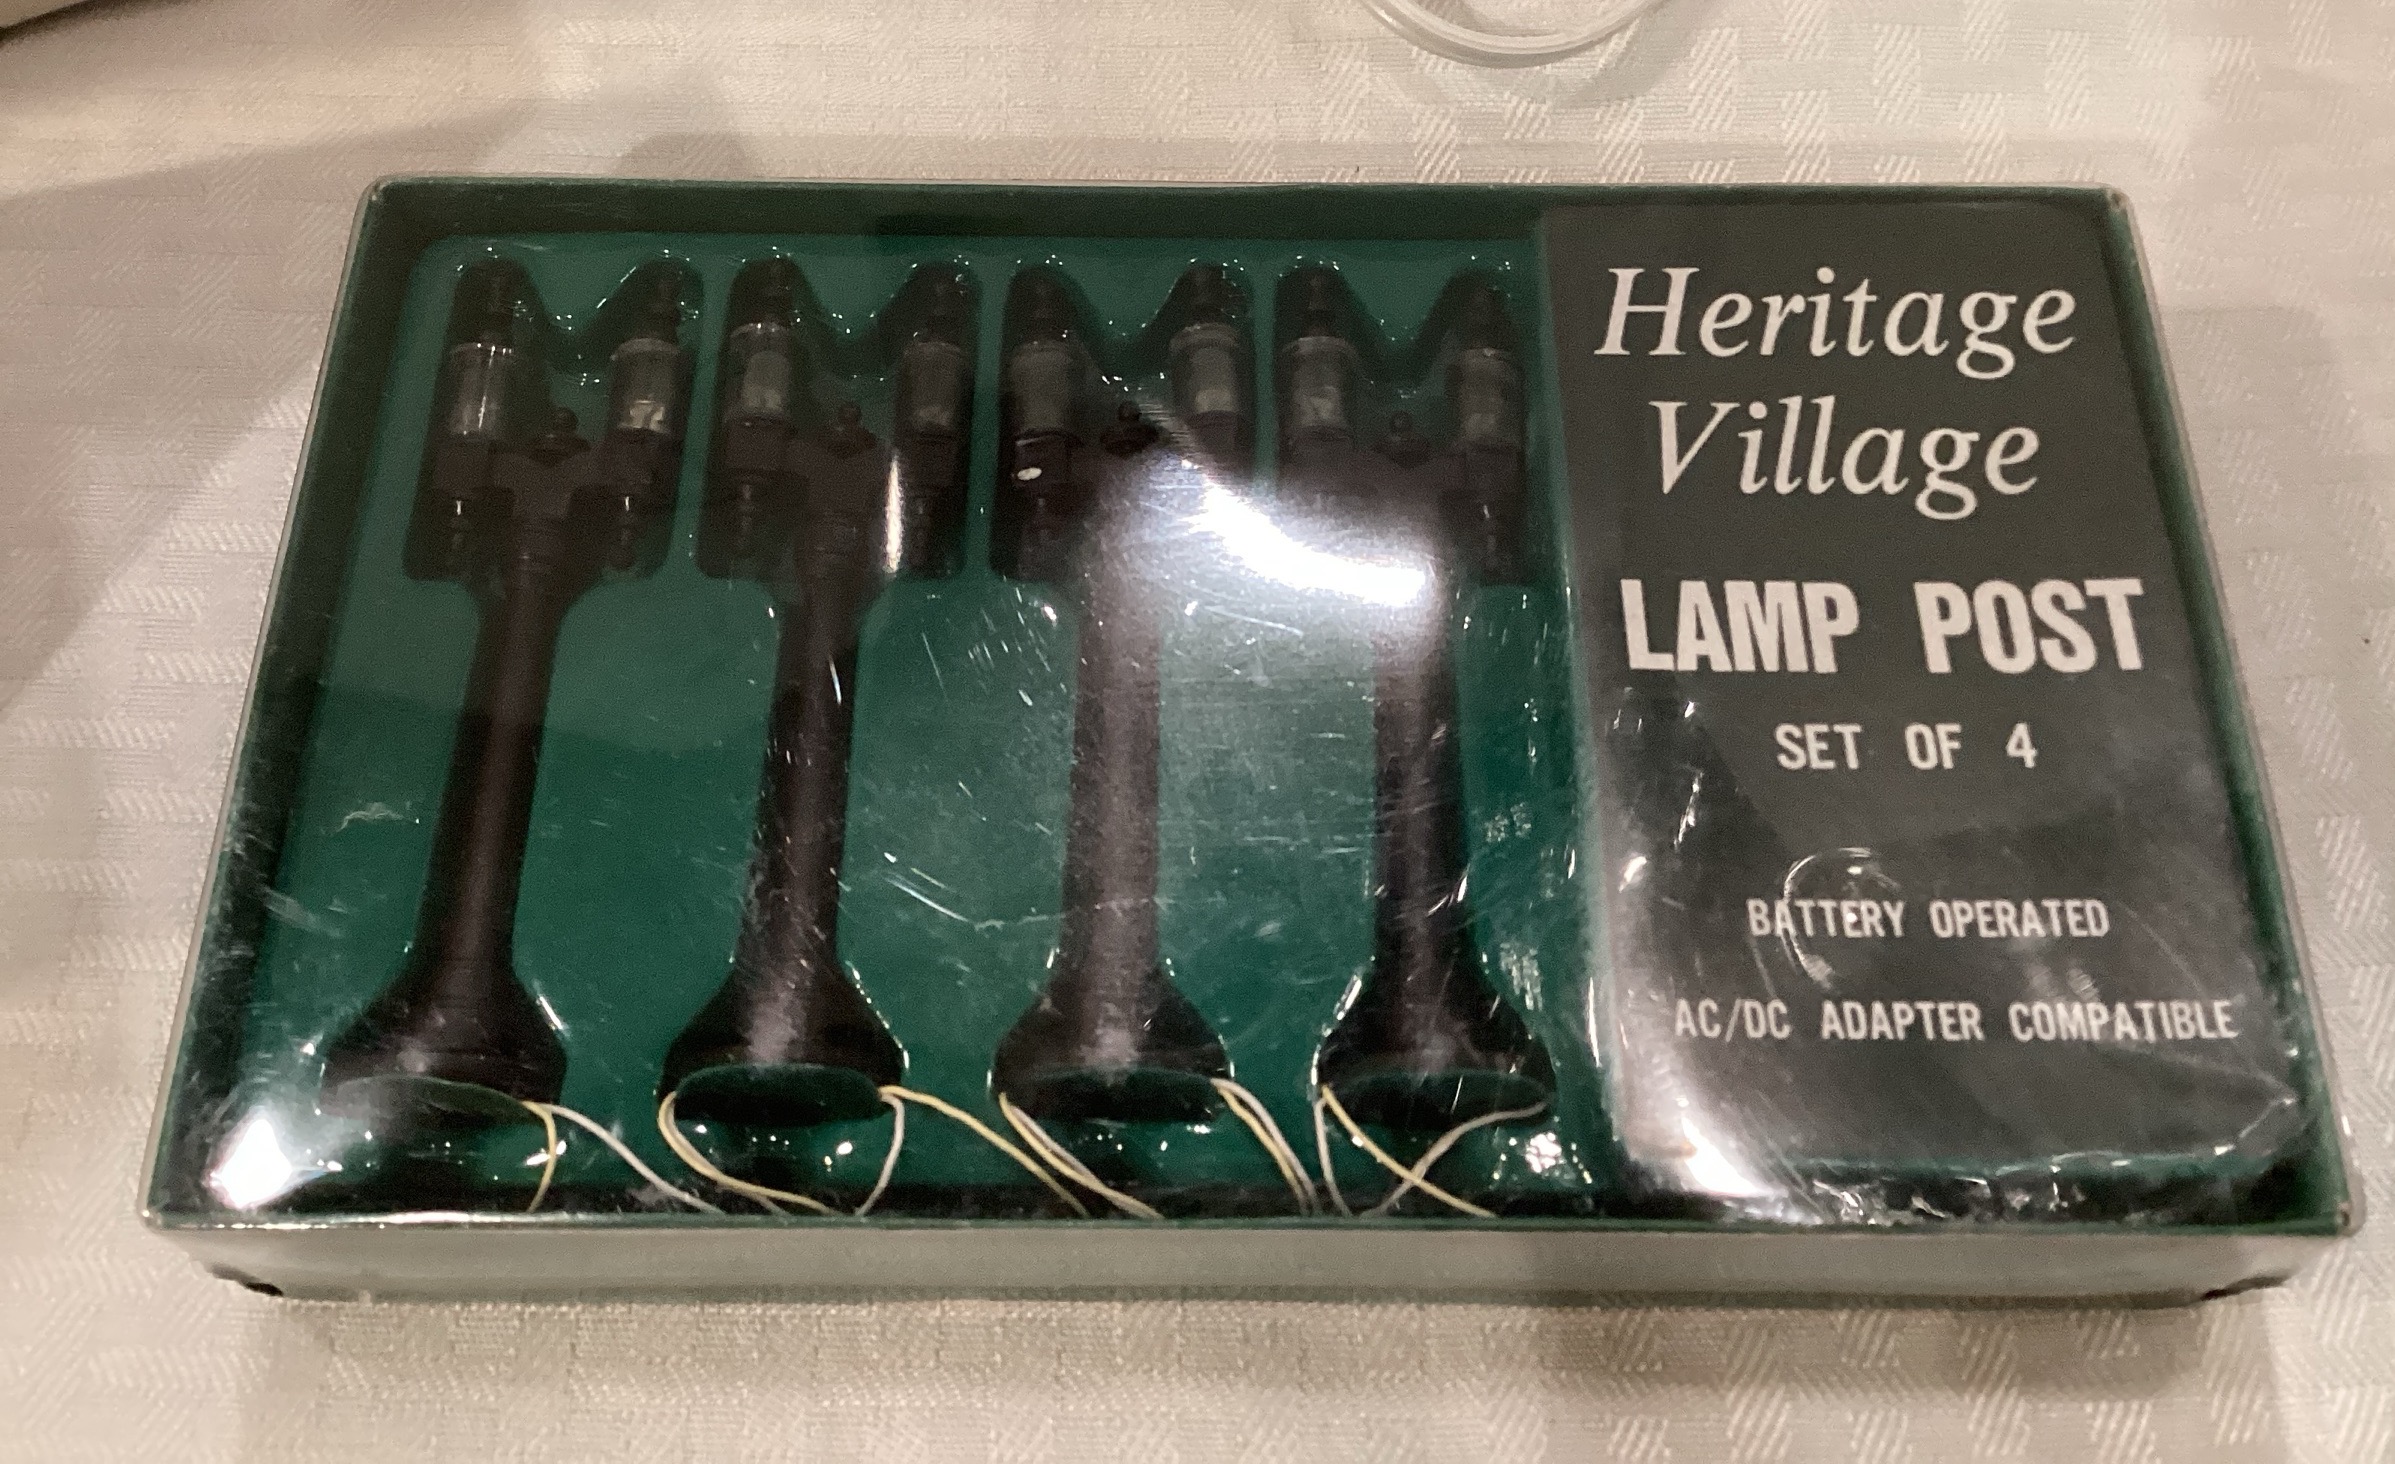 Heritage
Village
LAMP POST
SET OF 4
BATTERY OPERATED
AC/DC ADAPTER COMPATIBLE